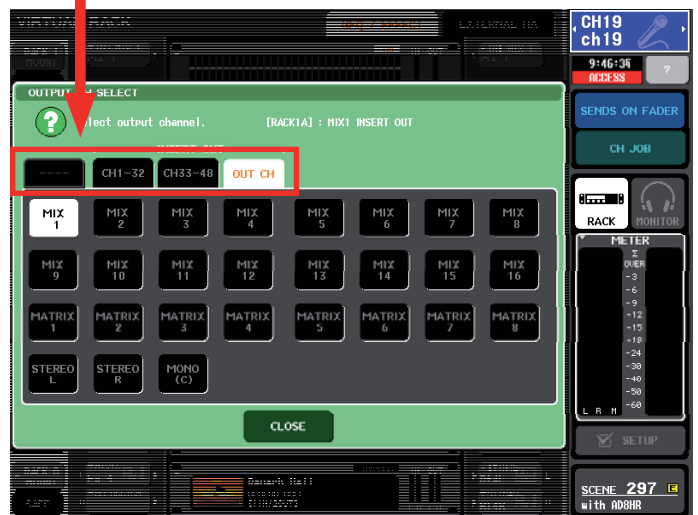 VIRTUAL RACK
EXTERNAL HA
CH19
ch19
9:46:36
ACCESS
?
OUTPUT CH SELECT
?
Select output channel.
[RACK1A] : MIX1 INSERT OUT
INSERT OUT
----
CH1-32
CH33-48
OUT CH
MIX 1
MIX 2
MIX 3
MIX 4
MIX 5
MIX 6
MIX 7
MIX 8
MIX 9
MIX 10
MIX 11
MIX 12
MIX 13
MIX 14
MIX 15
MIX 16
MATRIX 1
MATRIX 2
MATRIX 3
MATRIX 4
MATRIX 5
MATRIX 6
MATRIX 7
MATRIX 8
STEREO L
STEREO R
MONO (C)
CLOSE
SENDS ON FADER
CH JOB
RACK
MONITOR
METER
Σ
OVER
-3
-6
-9
-12
-15
-18
-24
-30
-40
-50
-60
L R M
SETUP
SCENE 297 E
with AD8HR